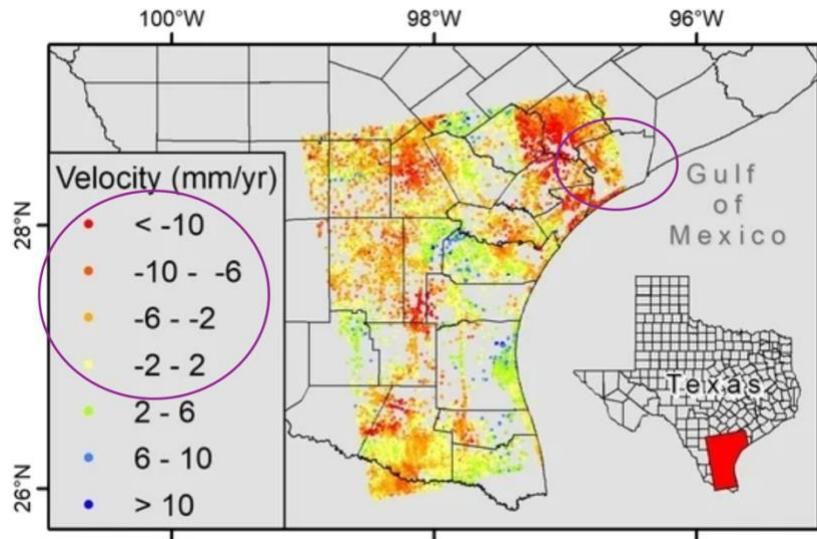 100°W 98°W 96°W
28°N
26°N
Velocity (mm/yr)
< -10
-10 - -6
-6 - -2
-2 - 2
2 - 6
6 - 10
> 10
Gulf
of
Mexico
Texas